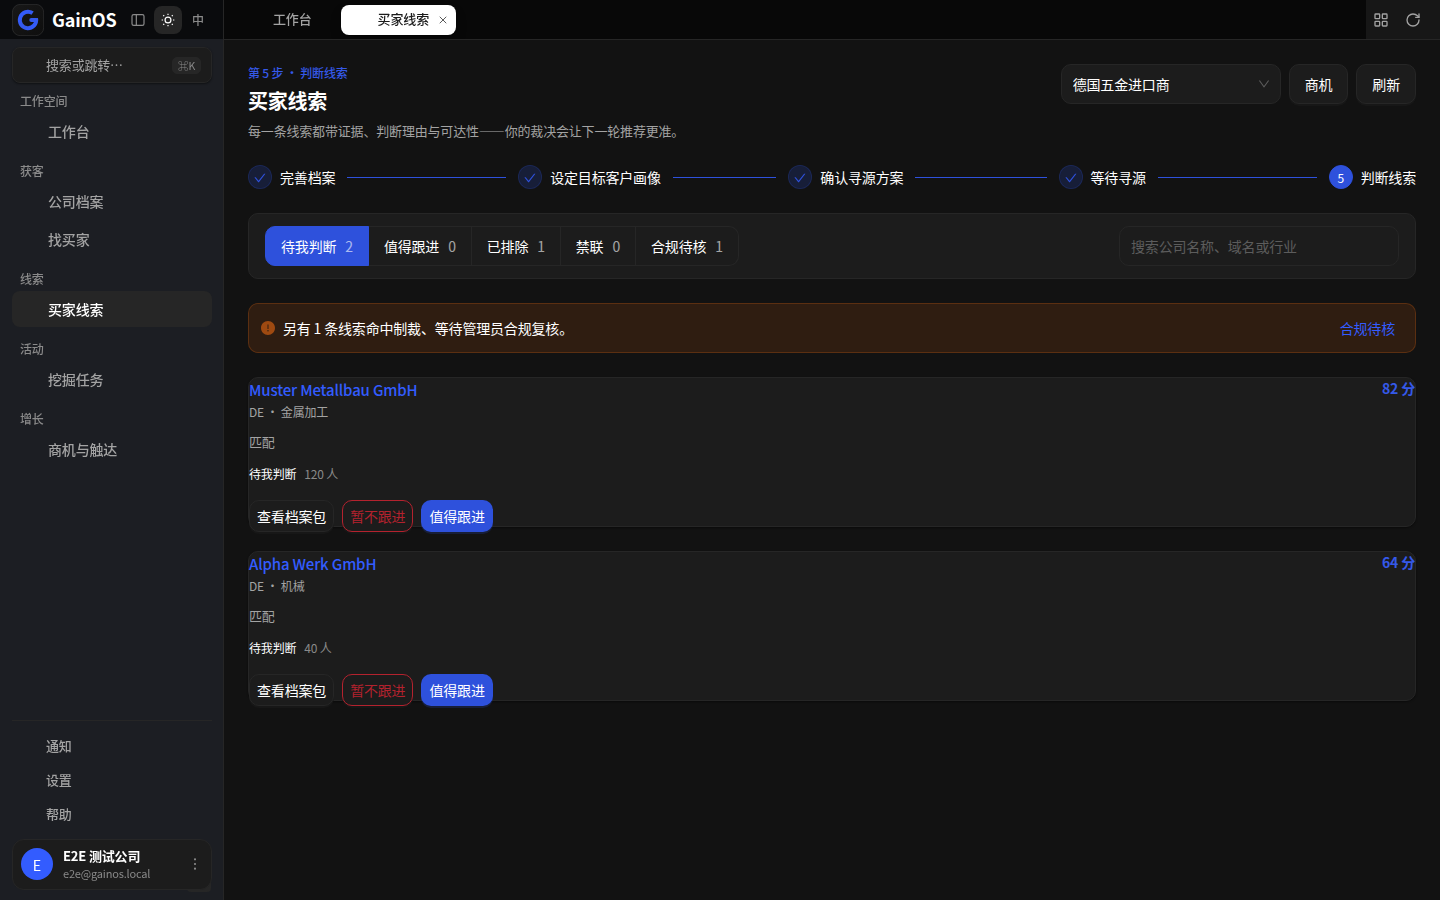 GainOS
中
工作台
买家线索
搜索或跳转…
⌘K
工作空间
工作台
获客
公司档案
找买家
线索
买家线索
活动
挖掘任务
增长
商机与触达
通知
设置
帮助
E
E2E 测试公司
e2e@gainos.local
第 5 步 · 判断线索
买家线索
每一条线索都带证据、判断理由与可达性——你的裁决会让下一轮推荐更准。
德国五金进口商
商机
刷新
完善档案
设定目标客户画像
确认寻源方案
等待寻源
5 判断线索
待我判断 2
值得跟进 0
已排除 1
禁联 0
合规待核 1
搜索公司名称、域名或行业
另有 1 条线索命中制裁、等待管理员合规复核。
合规待核
Muster Metallbau GmbH
82 分
DE · 金属加工
匹配
待我判断 120 人
查看档案包
暂不跟进
值得跟进
Alpha Werk GmbH
64 分
DE · 机械
匹配
待我判断 40 人
查看档案包
暂不跟进
值得跟进